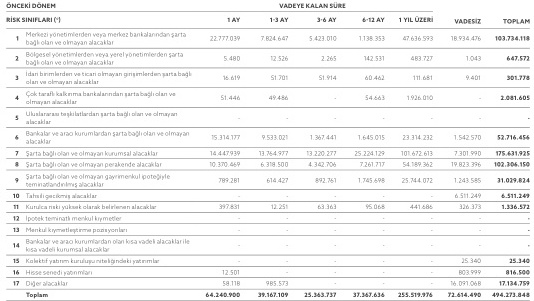 ÖNCEKİ DÖNEM VADEYE KALAN SÜRE
RİSK SINIFLARI (*) 1 AY 1-3 AY 3-6 AY 6-12 AY 1 YIL ÜZERİ VADESİZ TOPLAM
1 Merkezi yönetimlerden veya merkez bankalarından şarta bağlı olan ve olmayan alacaklar 22.777.039 7.824.647 5.423.010 1.138.353 47.636.593 18.934.476 103.734.118
2 Bölgesel yönetimlerden veya yerel yönetimlerden şarta bağlı olan ve olmayan alacaklar 5.480 12.526 2.265 142.531 483.727 1.043 647.572
3 İdari birimlerden ve ticari olmayan girişimlerden şarta bağlı olan ve olmayan alacaklar 16.619 51.701 51.914 60.462 111.681 9.401 301.778
4 Çok taraflı kalkınma bankalarından şarta bağlı olan ve olmayan alacaklar 51.446 49.486 - 54.663 1.926.010 - 2.081.605
5 Uluslararası teşkilatlardan şarta bağlı olan ve olmayan alacaklar - - - - - - -
6 Bankalar ve aracı kurumlardan şarta bağlı olan ve olmayan alacaklar 15.314.177 9.533.021 1.367.441 1.645.015 23.314.232 1.542.570 52.716.456
7 Şarta bağlı olan ve olmayan kurumsal alacaklar 14.447.939 13.764.977 13.220.277 25.224.129 101.672.613 7.301.990 175.631.925
8 Şarta bağlı olan ve olmayan perakende alacaklar 10.370.469 6.318.500 4.342.706 7.261.717 54.189.362 19.823.396 102.306.150
9 Şarta bağlı olan ve olmayan gayrimenkul ipoteğiyle teminatlandırılmış alacaklar 789.281 614.427 892.761 1.745.698 25.744.072 1.243.585 31.029.824
10 Tahsili gecikmiş alacaklar - - - - - 6.511.249 6.511.249
11 Kurulca riski yüksek olarak belirlenen alacaklar 397.831 12.251 63.363 95.068 441.686 326.373 1.336.572
12 İpotek teminatlı menkul kıymetler - - - - - - -
13 Menkul kıymetleştirme pozisyonları - - - - - - -
14 Bankalar ve aracı kurumlardan olan kısa vadeli alacaklar ile kısa vadeli kurumsal alacaklar - - - - - - -
15 Kolektif yatırım kuruluşu niteliğindeki yatırımlar - - - - - 25.340 25.340
16 Hisse senedi yatırımları 12.501 - - - - 803.999 816.500
17 Diğer alacaklar 58.118 985.573 - - - 16.091.068 17.134.759
Toplam 64.240.900 39.167.109 25.363.737 37.367.636 255.519.976 72.614.490 494.273.848